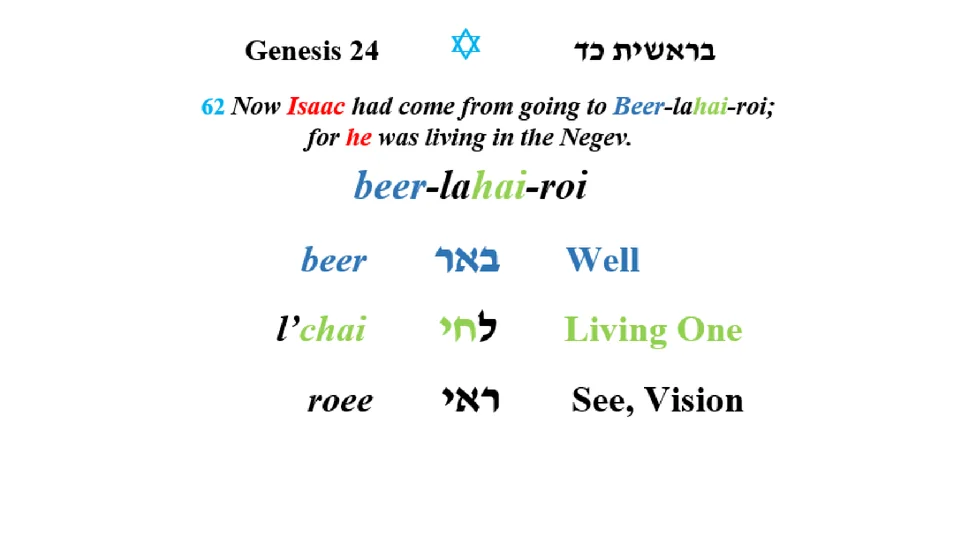 Genesis 24 ✡ בראשית כד
62 Now Isaac had come from going to Beer-lahai-roi;
for he was living in the Negev.
beer-lahai-roi
beer באר Well
l’chai לחי Living One
roee ראי See, Vision